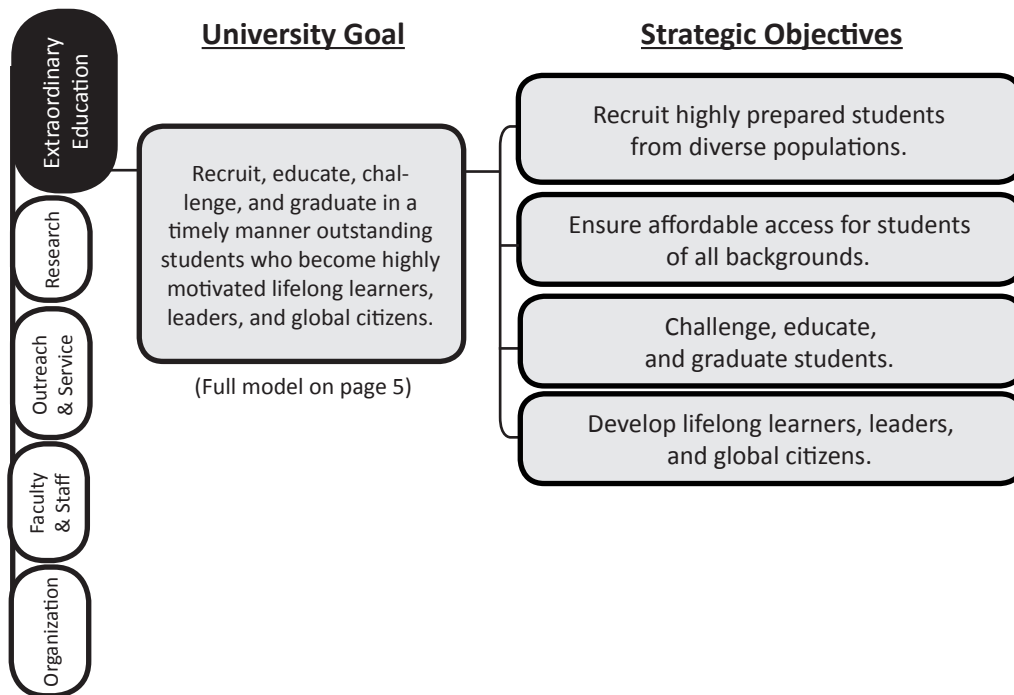 University Goal
Strategic Objectives
Extraordinary
Education
Research
Outreach
& Service
Faculty
& Staff
Organization
Recruit, educate, chal-
lenge, and graduate in a
timely manner outstanding
students who become highly
motivated lifelong learners,
leaders, and global citizens.
(Full model on page 5)
Recruit highly prepared students
from diverse populations.
Ensure affordable access for students
of all backgrounds.
Challenge, educate,
and graduate students.
Develop lifelong learners, leaders,
and global citizens.